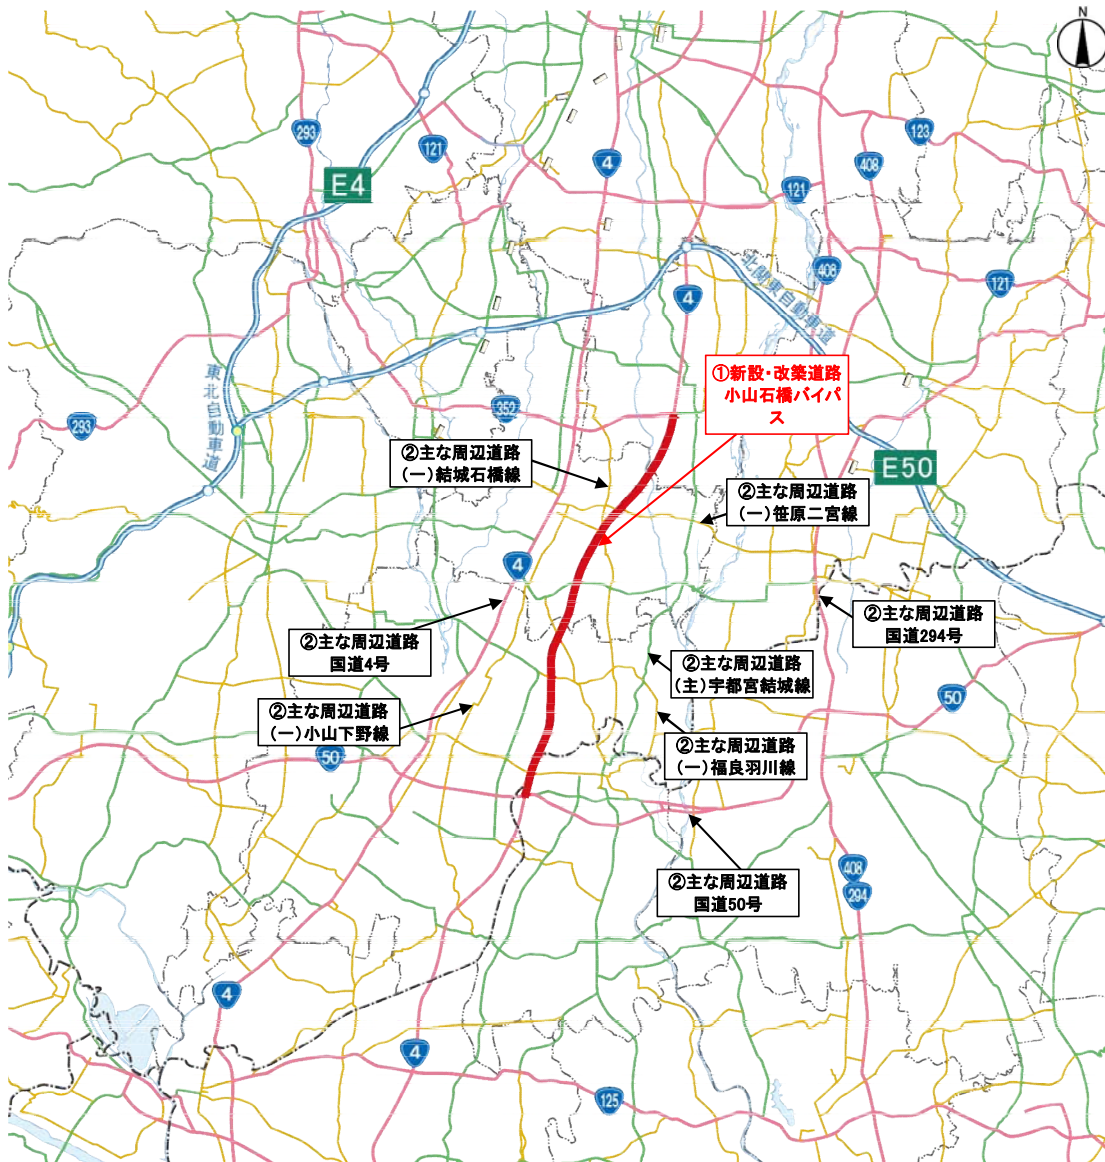 N
293
121
4
123
408
121
E4
408
121
北関東自動車道
4
東北自動車道
①新設・改築道路
小山石橋バイパ
ス
352
293
②主な周辺道路
(一)結城石橋線
E50
②主な周辺道路
(一)笹原二宮線
4
②主な周辺道路
国道294号
②主な周辺道路
国道4号
②主な周辺道路
(主)宇都宮結城線
50
②主な周辺道路
(一)小山下野線
50
②主な周辺道路
(一)福良羽川線
408
294
②主な周辺道路
国道50号
4
4
125